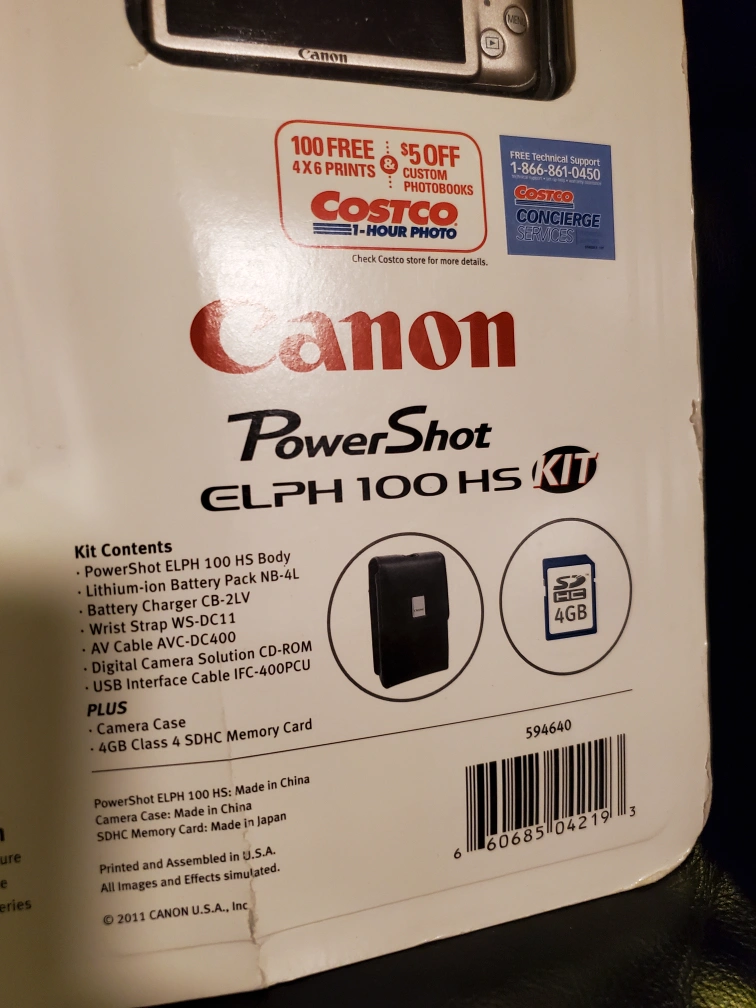 MENU
Canon
100 FREE
4 X 6 PRINTS
&
$5 OFF
CUSTOM
PHOTOBOOKS
COSTCO
1-HOUR PHOTO
Check Costco store for more details.
FREE Technical Support
1-866-861-0450
COSTCO
CONCIERGE
SERVICES
Canon
PowerShot
ELPH 100 HS KIT
Kit Contents
· PowerShot ELPH 100 HS Body
· Lithium-ion Battery Pack NB-4L
· Battery Charger CB-2LV
· Wrist Strap WS-DC11
· AV Cable AVC-DC400
· Digital Camera Solution CD-ROM
· USB Interface Cable IFC-400PCU
PLUS
· Camera Case
· 4GB Class 4 SDHC Memory Card
SD
HC
4GB
PowerShot ELPH 100 HS: Made in China
Camera Case: Made in China
SDHC Memory Card: Made in Japan
Printed and Assembled in U.S.A.
All Images and Effects simulated.
© 2011 CANON U.S.A., Inc
594640
6 60685 04219 3
ure
e
eries